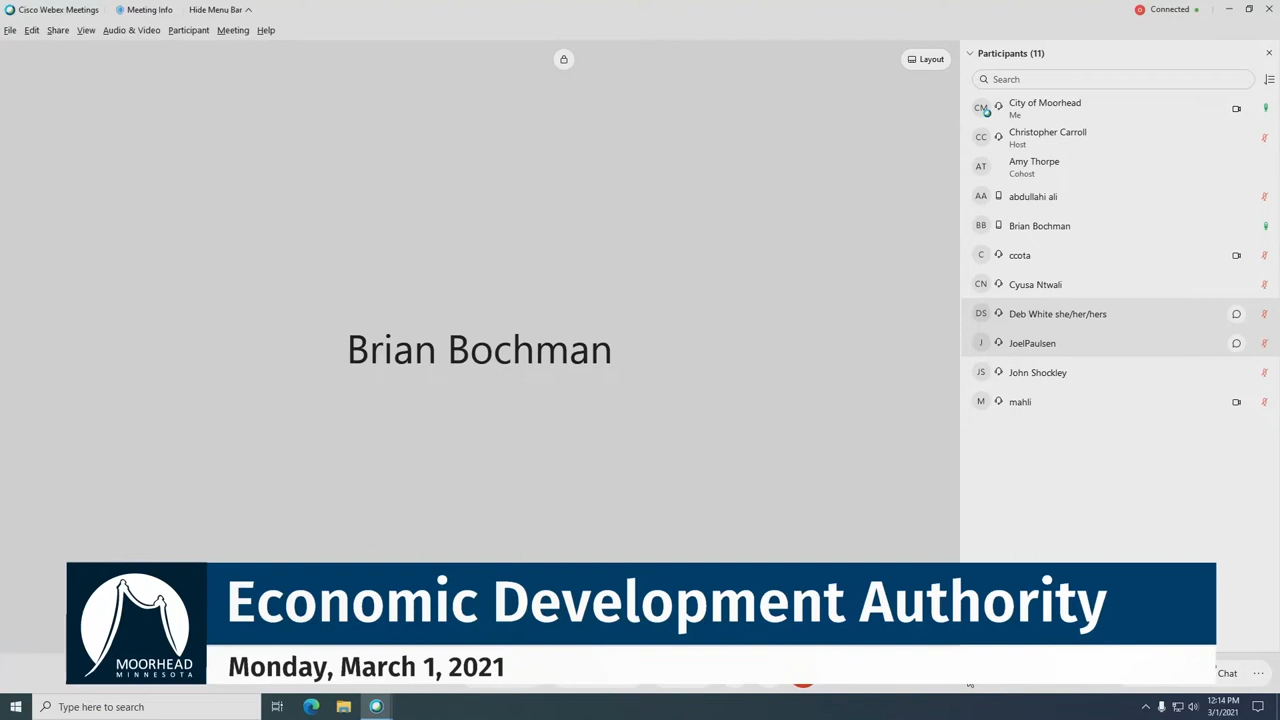 Cisco Webex Meetings
Meeting Info
Hide Menu Bar
Connected
File Edit Share View Audio & Video Participant Meeting Help
Layout
Participants (11)
Search
CM City of Moorhead
Me
CC Christopher Carroll
Host
AT Amy Thorpe
Cohost
AA abdullahi ali
BB Brian Bochman
C ccota
CN Cyusa Ntwali
DS Deb White she/her/hers
J JoelPaulsen
JS John Shockley
M mahli
Brian Bochman
Economic Development Authority
MOORHEAD
MINNESOTA
Monday, March 1, 2021
Chat
Type here to search
12:14 PM
3/1/2021